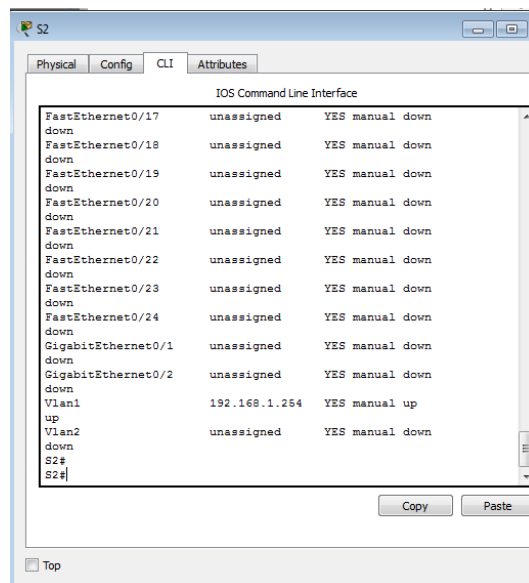 S2
Physical Config CLI Attributes
IOS Command Line Interface
FastEthernet0/17 unassigned YES manual down
down
FastEthernet0/18 unassigned YES manual down
down
FastEthernet0/19 unassigned YES manual down
down
FastEthernet0/20 unassigned YES manual down
down
FastEthernet0/21 unassigned YES manual down
down
FastEthernet0/22 unassigned YES manual down
down
FastEthernet0/23 unassigned YES manual down
down
FastEthernet0/24 unassigned YES manual down
down
GigabitEthernet0/1 unassigned YES manual down
down
GigabitEthernet0/2 unassigned YES manual down
down
Vlan1 192.168.1.254 YES manual up
up
Vlan2 unassigned YES manual down
down
S2#
S2#
Copy Paste
Top